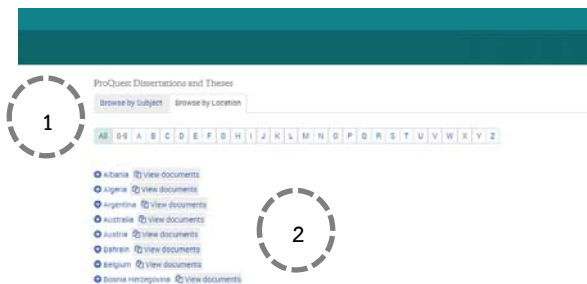 ProQuest Dissertations and Theses
Browse by Subject Browse by Location
1
All 0-9 A B C D E F G H I J K L M N O P Q R S T U V W X Y Z
Albania View documents
Algeria View documents
Argentina View documents
Australia View documents
2
Austria View documents
Bahrain View documents
Belgium View documents
Bosnia Herzegovina View documents